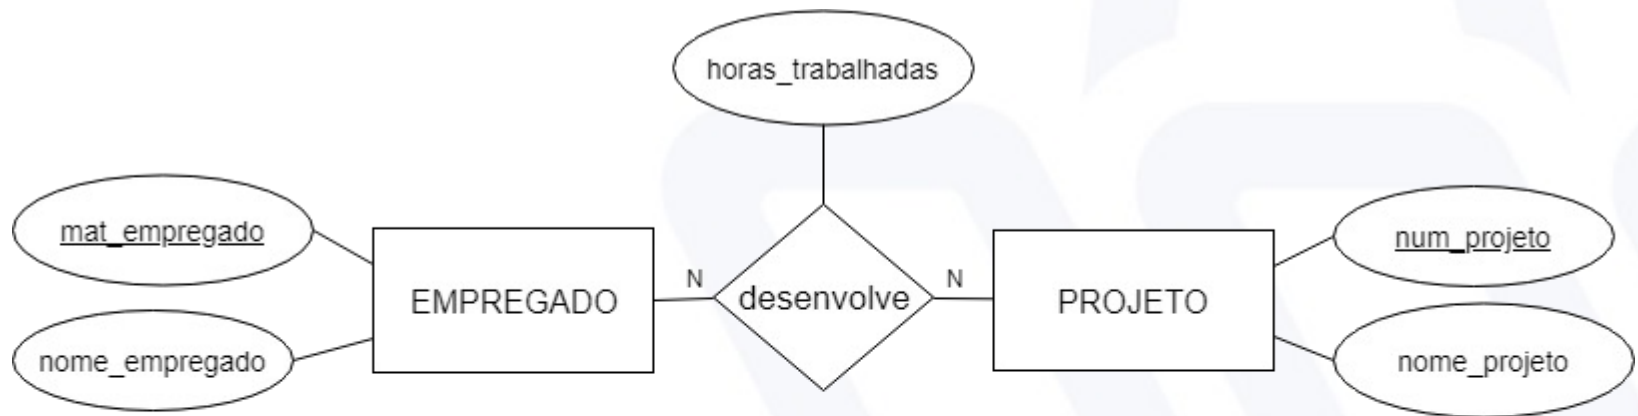 horas_trabalhadas
mat_empregado
nome_empregado
EMPREGADO
N
desenvolve
N
PROJETO
num_projeto
nome_projeto